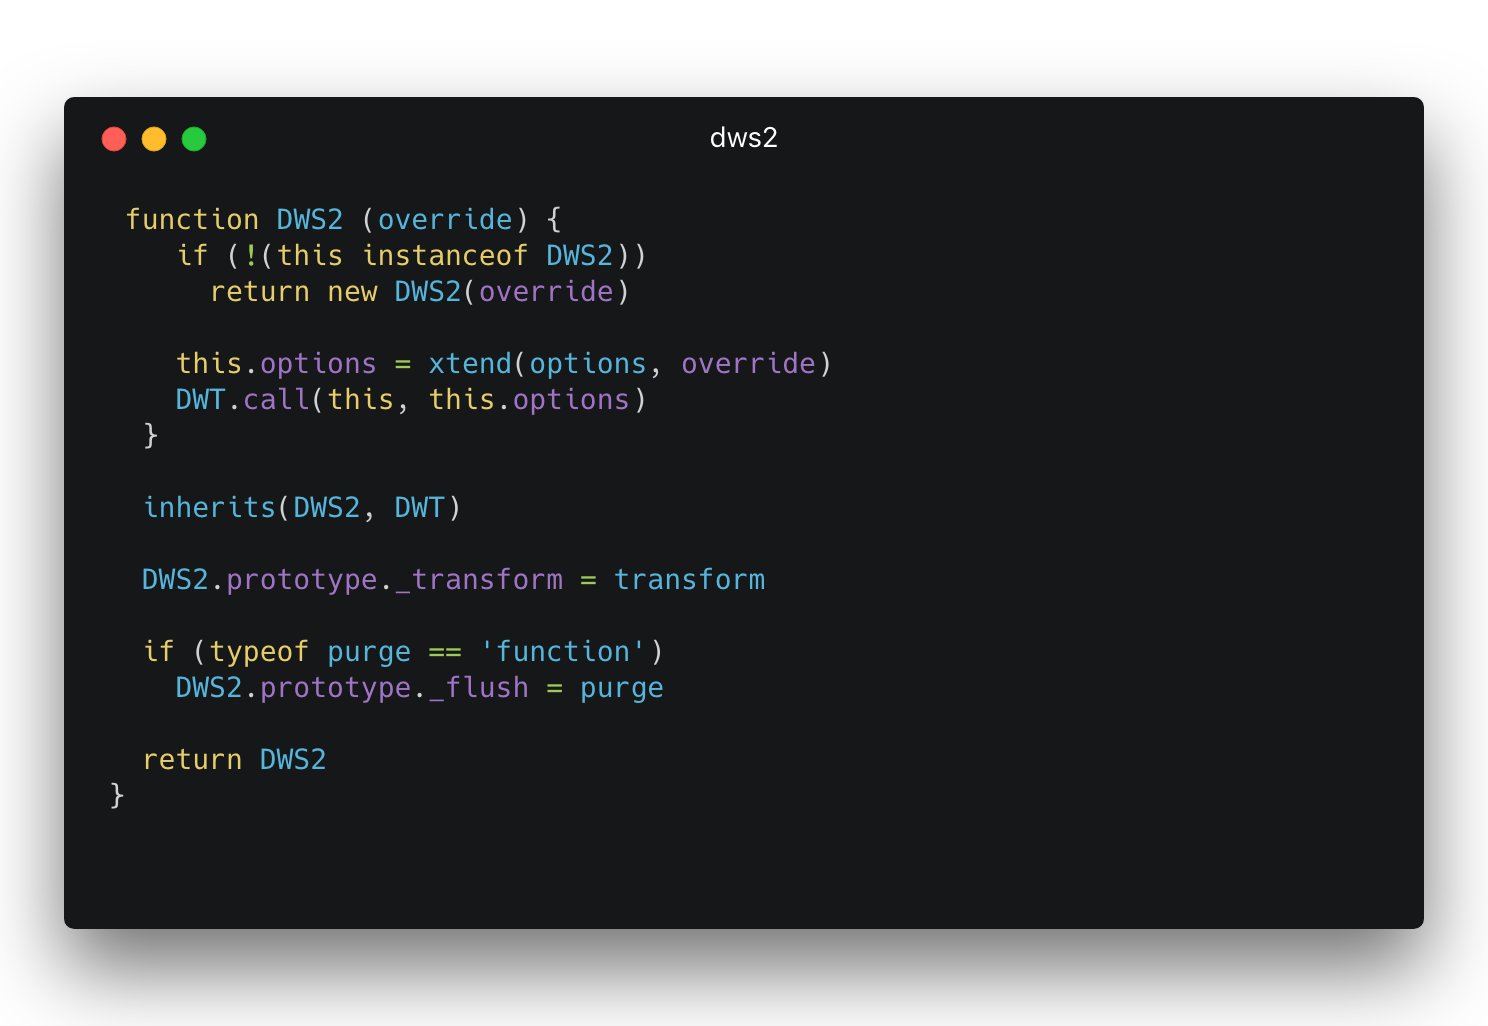 dws2
function DWS2 (override) {
if (!(this instanceof DWS2))
return new DWS2(override)
this.options = xtend(options, override)
DWT.call(this, this.options)
}
inherits(DWS2, DWT)
DWS2.prototype._transform = transform
if (typeof purge == 'function')
DWS2.prototype._flush = purge
return DWS2
}